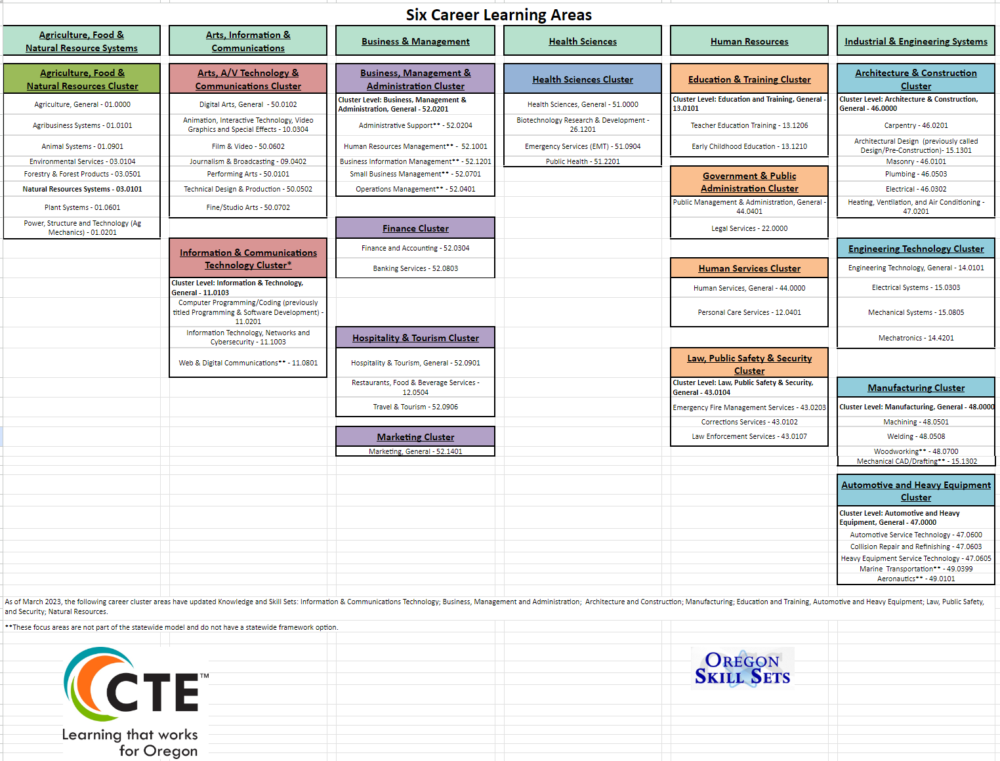 Six Career Learning Areas
Agriculture, Food &
Natural Resource Systems
Agriculture, Food &
Natural Resources Cluster
Agriculture, General - 01.0000
Agribusiness Systems - 01.0101
Animal Systems - 01.0901
Environmental Services - 03.0104
Forestry & Forest Products - 03.0501
Natural Resources Systems - 03.0101
Plant Systems - 01.0601
Power, Structure and Technology (Ag
Mechanics) - 01.0201
Arts, Information &
Communications
Arts, A/V Technology &
Communications Cluster
Digital Arts, General - 50.0102
Animation, Interactive Technology, Video
Graphics and Special Effects - 10.0304
Film & Video - 50.0602
Journalism & Broadcasting - 09.0402
Performing Arts - 50.0101
Technical Design & Production - 50.0502
Fine/Studio Arts - 50.0702
Information & Communications
Technology Cluster*
Cluster Level: Information & Technology,
General - 11.0103
Computer Programming/Coding (previously
titled Programming & Software Development) -
11.0201
Information Technology, Networks and
Cybersecurity - 11.1003
Web & Digital Communications** - 11.0801
Business & Management
Business, Management &
Administration Cluster
Cluster Level: Business, Management &
Administration, General - 52.0201
Administrative Support** - 52.0204
Human Resources Management** - 52.1001
Business Information Management** - 52.1201
Small Business Management** - 52.0701
Operations Management** - 52.0401
Finance Cluster
Finance and Accounting - 52.0304
Banking Services - 52.0803
Hospitality & Tourism Cluster
Hospitality & Tourism, General - 52.0901
Restaurants, Food & Beverage Services -
12.0504
Travel & Tourism - 52.0906
Marketing Cluster
Marketing, General - 52.1401
Health Sciences
Health Sciences Cluster
Health Sciences, General - 51.0000
Biotechnology Research & Development -
26.1201
Emergency Services (EMT) - 51.0904
Public Health - 51.2201
Human Resources
Education & Training Cluster
Cluster Level: Education and Training, General -
13.0101
Teacher Education Training - 13.1206
Early Childhood Education - 13.1210
Government & Public
Administration Cluster
Public Management & Administration, General -
44.0401
Legal Services - 22.0000
Human Services Cluster
Human Services, General - 44.0000
Personal Care Services - 12.0401
Law, Public Safety & Security
Cluster
Cluster Level: Law, Public Safety & Security,
General - 43.0104
Emergency Fire Management Services - 43.0203
Corrections Services - 43.0102
Law Enforcement Services - 43.0107
Industrial & Engineering Systems
Architecture & Construction
Cluster
Cluster Level: Architecture & Construction,
General - 46.0000
Carpentry - 46.0201
Architectural Design (previously called
Design/Pre-Construction)- 15.1301
Masonry - 46.0101
Plumbing - 46.0503
Electrical - 46.0302
Heating, Ventilation, and Air Conditioning -
47.0201
Engineering Technology Cluster
Engineering Technology, General - 14.0101
Electrical Systems - 15.0303
Mechanical Systems - 15.0805
Mechatronics - 14.4201
Manufacturing Cluster
Cluster Level: Manufacturing, General - 48.0000
Machining - 48.0501
Welding - 48.0508
Woodworking** - 48.0700
Mechanical CAD/Drafting** - 15.1302
Automotive and Heavy Equipment
Cluster
Cluster Level: Automotive and Heavy
Equipment, General - 47.0000
Automotive Service Technology - 47.0600
Collision Repair and Refinishing - 47.0603
Heavy Equipment Service Technology - 47.0605
Marine Transportation** - 49.0399
Aeronautics** - 49.0101
As of March 2023, the following career cluster areas have updated Knowledge and Skill Sets: Information & Communications Technology; Business, Management and Administration; Architecture and Construction; Manufacturing; Education and Training, Automotive and Heavy Equipment; Law, Public Safety,
and Security; Natural Resources.
**These focus areas are not part of the statewide model and do not have a statewide framework option.
CTE™
Learning that works
for Oregon
OREGON
SKILL SETS